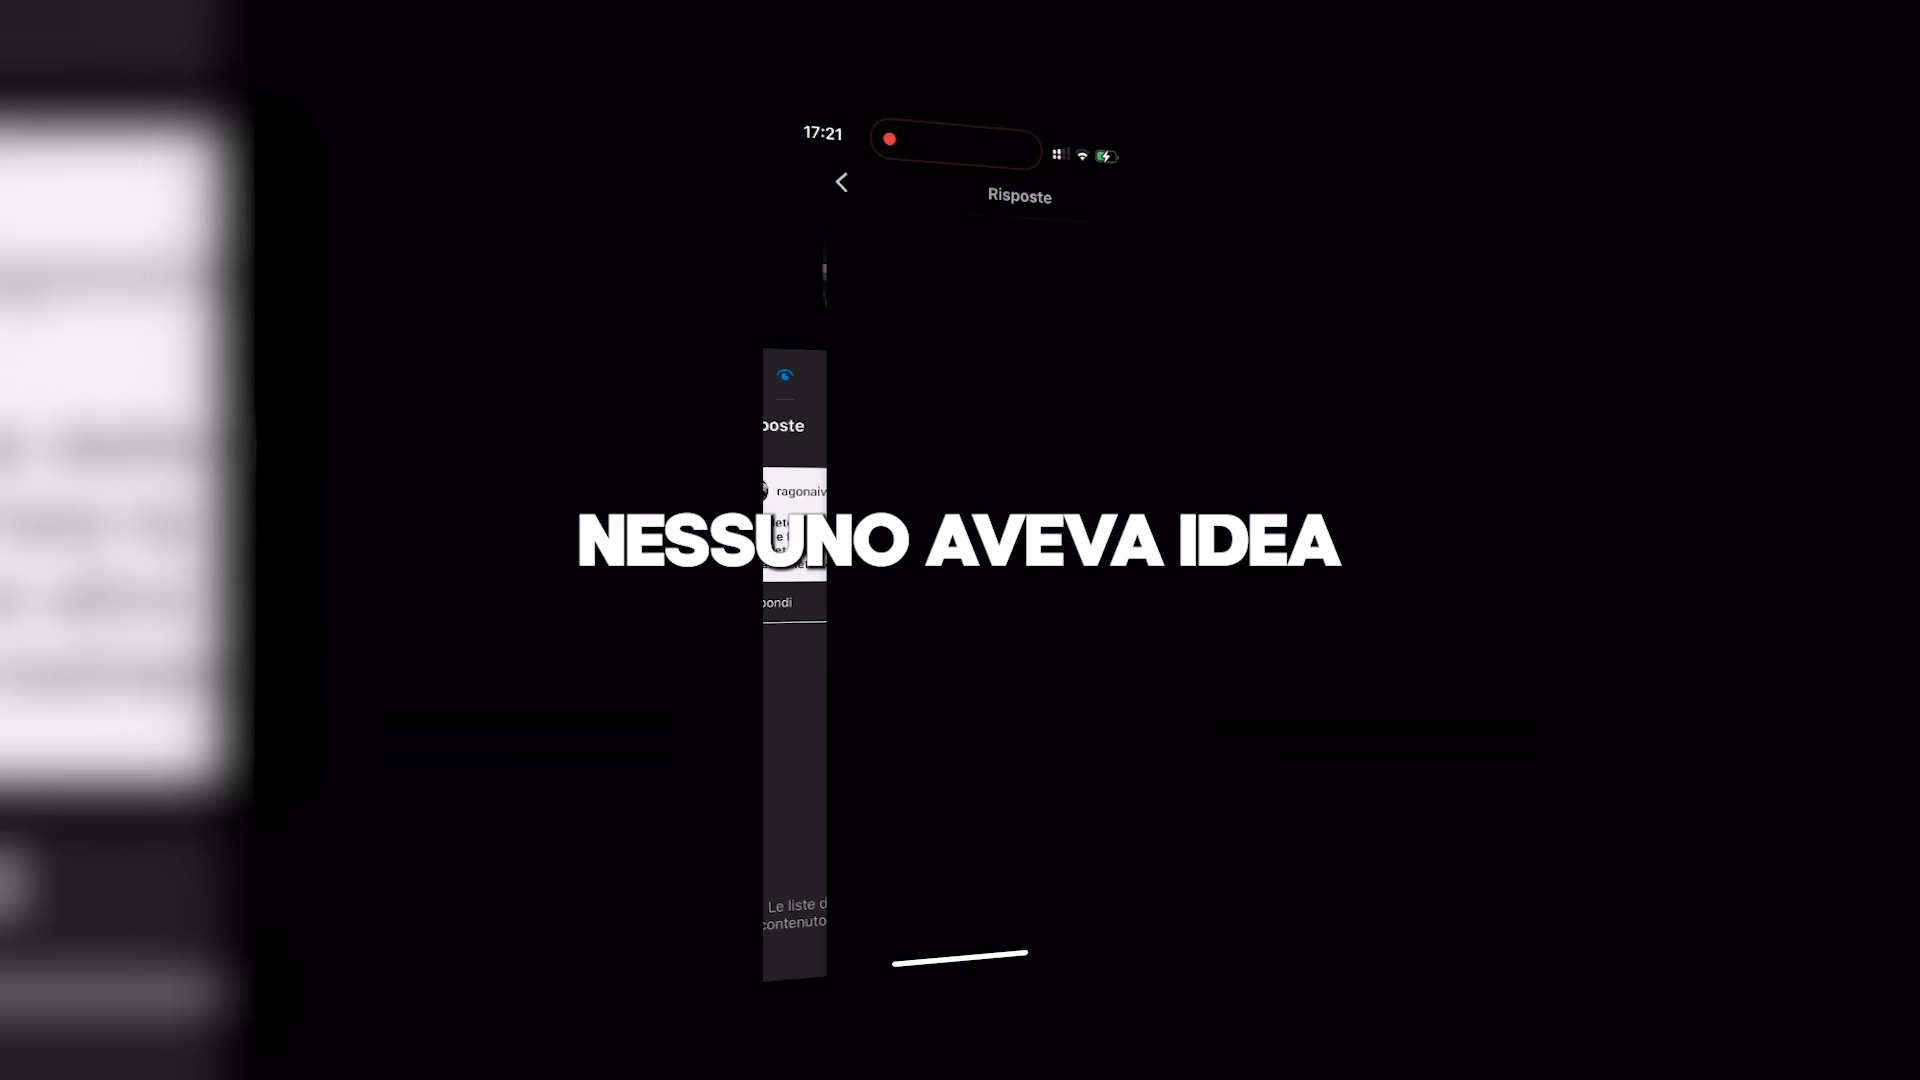 17:21
Risposte
poste
ragonaiv
NESSUNO AVEVA IDEA
pondi
Le liste d
contenuto